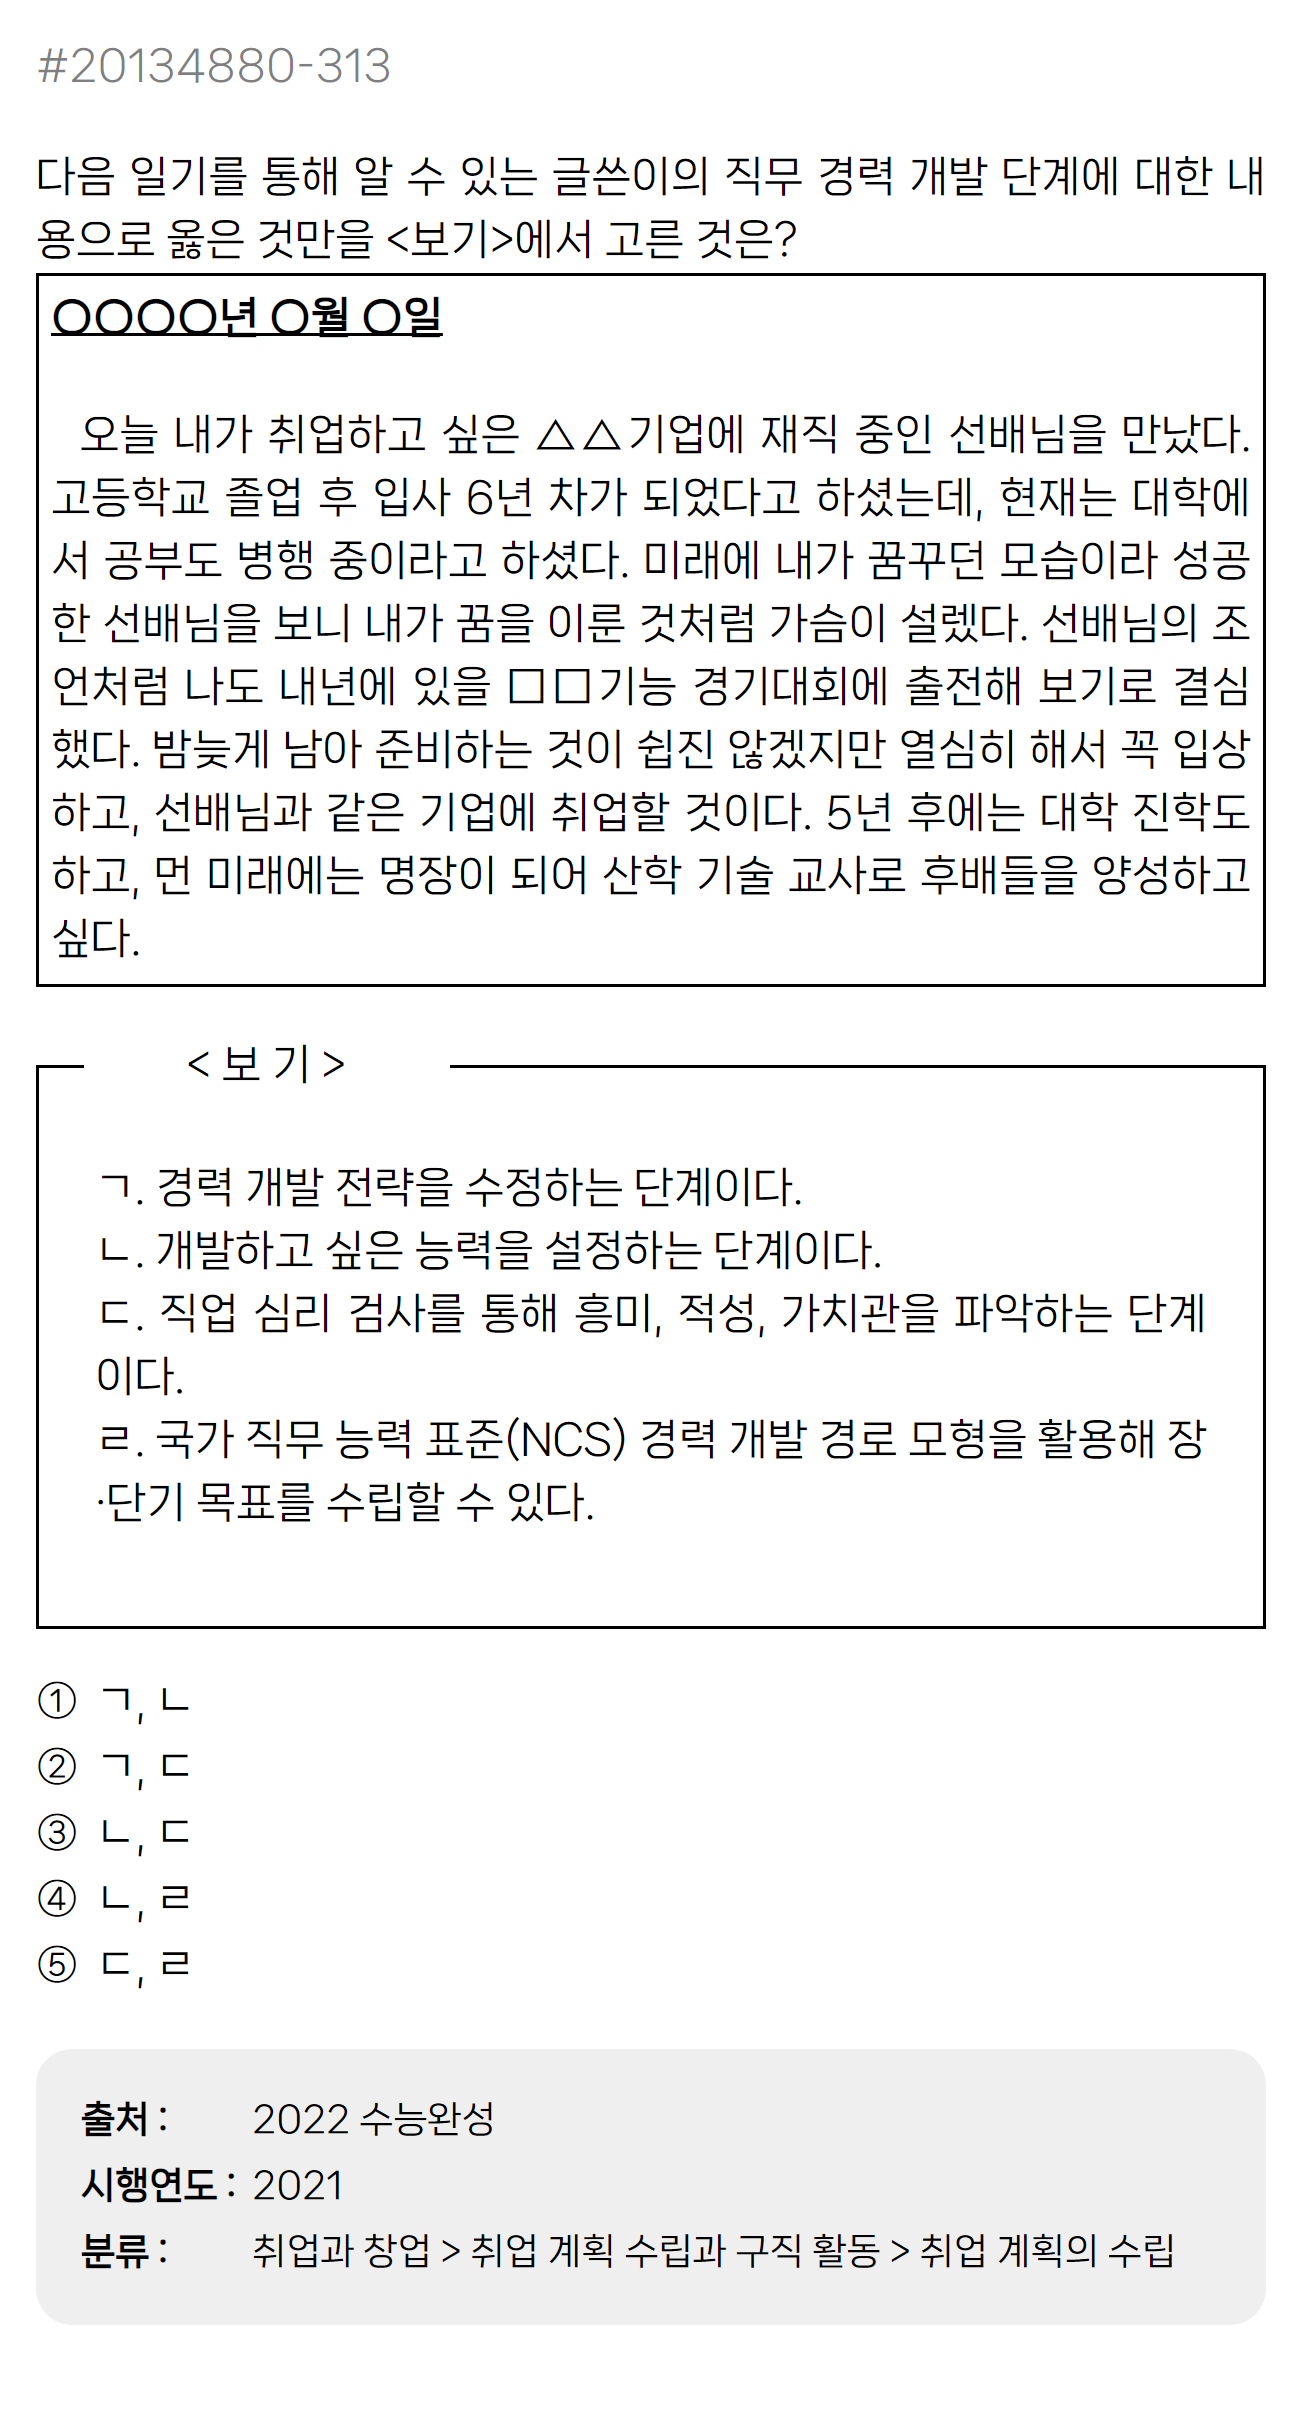 #20134880-313
다음 일기를 통해 알 수 있는 글쓴이의 직무 경력 개발 단계에 대한 내
용으로 옳은 것만을 <보기>에서 고른 것은?
○○○○년 ○월 ○일
오늘 내가 취업하고 싶은 △△기업에 재직 중인 선배님을 만났다.
고등학교 졸업 후 입사 6년 차가 되었다고 하셨는데, 현재는 대학에
서 공부도 병행 중이라고 하셨다. 미래에 내가 꿈꾸던 모습이라 성공
한 선배님을 보니 내가 꿈을 이룬 것처럼 가슴이 설렜다. 선배님의 조
언처럼 나도 내년에 있을 □□기능 경기대회에 출전해 보기로 결심
했다. 밤늦게 남아 준비하는 것이 쉽진 않겠지만 열심히 해서 꼭 입상
하고, 선배님과 같은 기업에 취업할 것이다. 5년 후에는 대학 진학도
하고, 먼 미래에는 명장이 되어 산학 기술 교사로 후배들을 양성하고
싶다.
< 보 기 >
ㄱ. 경력 개발 전략을 수정하는 단계이다.
ㄴ. 개발하고 싶은 능력을 설정하는 단계이다.
ㄷ. 직업 심리 검사를 통해 흥미, 적성, 가치관을 파악하는 단계
이다.
ㄹ. 국가 직무 능력 표준(NCS) 경력 개발 경로 모형을 활용해 장
·단기 목표를 수립할 수 있다.
① ㄱ, ㄴ
② ㄱ, ㄷ
③ ㄴ, ㄷ
④ ㄴ, ㄹ
⑤ ㄷ, ㄹ
출처 : 2022 수능완성
시행연도 : 2021
분류 : 취업과 창업 > 취업 계획 수립과 구직 활동 > 취업 계획의 수립